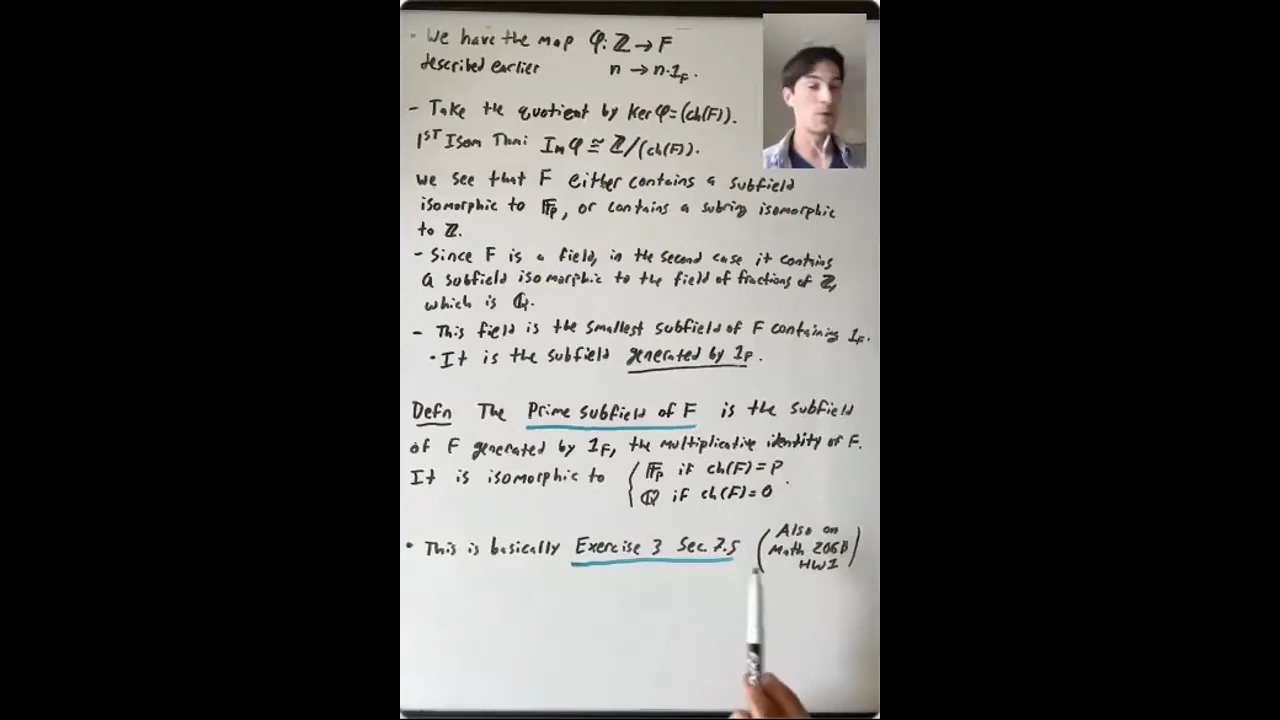 · We have the map φ: ℤ → F
described earlier n → n·1_F.
- Take the quotient by Ker φ = (ch(F)).
1ST Isom Thm: Im φ ≅ ℤ/(ch(F)).
We see that F either contains a subfield
isomorphic to 𝔽_p, or contains a subring isomorphic
to ℤ.
- Since F is a field, in the second case it contains
a subfield isomorphic to the field of fractions of ℤ,
which is ℚ.
- This field is the smallest subfield of F containing 1_F.
· It is the subfield generated by 1_F.
Defn The Prime subfield of F is the subfield
of F generated by 1_F, the multiplicative identity of F.
It is isomorphic to { 𝔽_p if ch(F) = p
ℚ if ch(F) = 0 .
· This is basically Exercise 3 Sec. 7.5 (Also on
Math 206B
HW1)